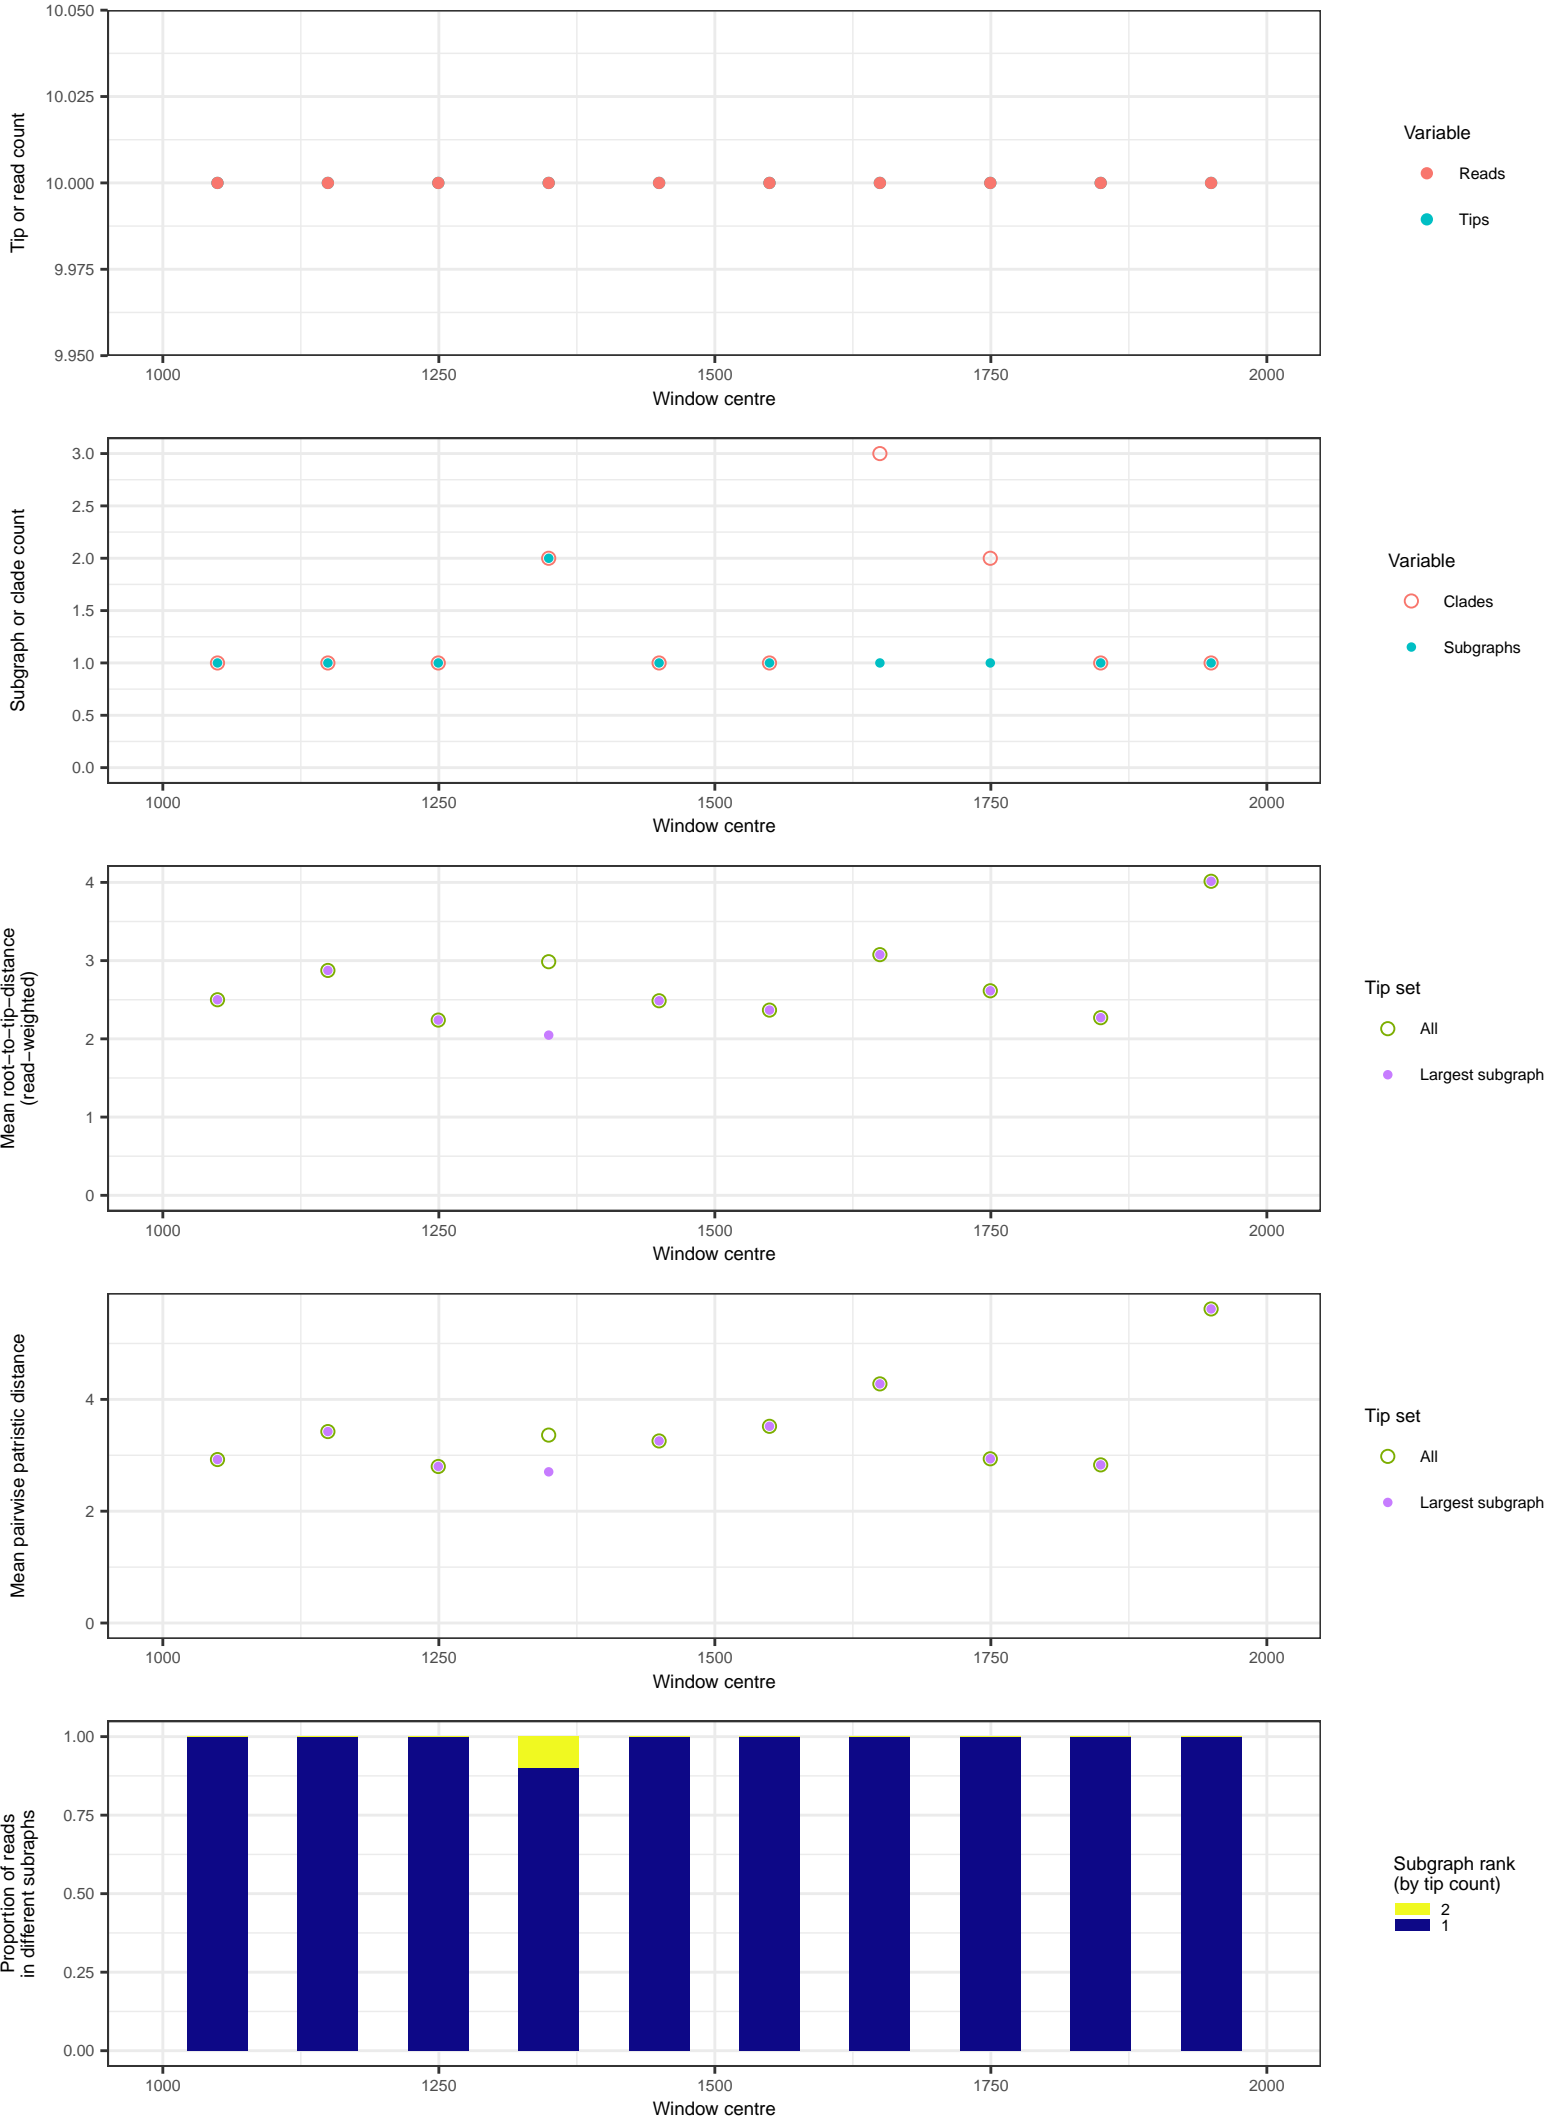 10.050
10.025
10.000
9.975
9.950
Tip or read count
1000 1250 1500 1750 2000
Window centre
Variable
Reads
Tips
3.0
2.5
2.0
1.5
1.0
0.5
0.0
Subgraph or clade count
1000 1250 1500 1750 2000
Window centre
Variable
Clades
Subgraphs
4
3
2
1
0
Mean root−to−tip−distance
(read−weighted)
1000 1250 1500 1750 2000
Window centre
Tip set
All
Largest subgraph
4
2
0
Mean pairwise patristic distance
1000 1250 1500 1750 2000
Window centre
Tip set
All
Largest subgraph
1.00
0.75
0.50
0.25
0.00
Proportion of reads
in different subraphs
1000 1250 1500 1750 2000
Window centre
Subgraph rank
(by tip count)
2
1